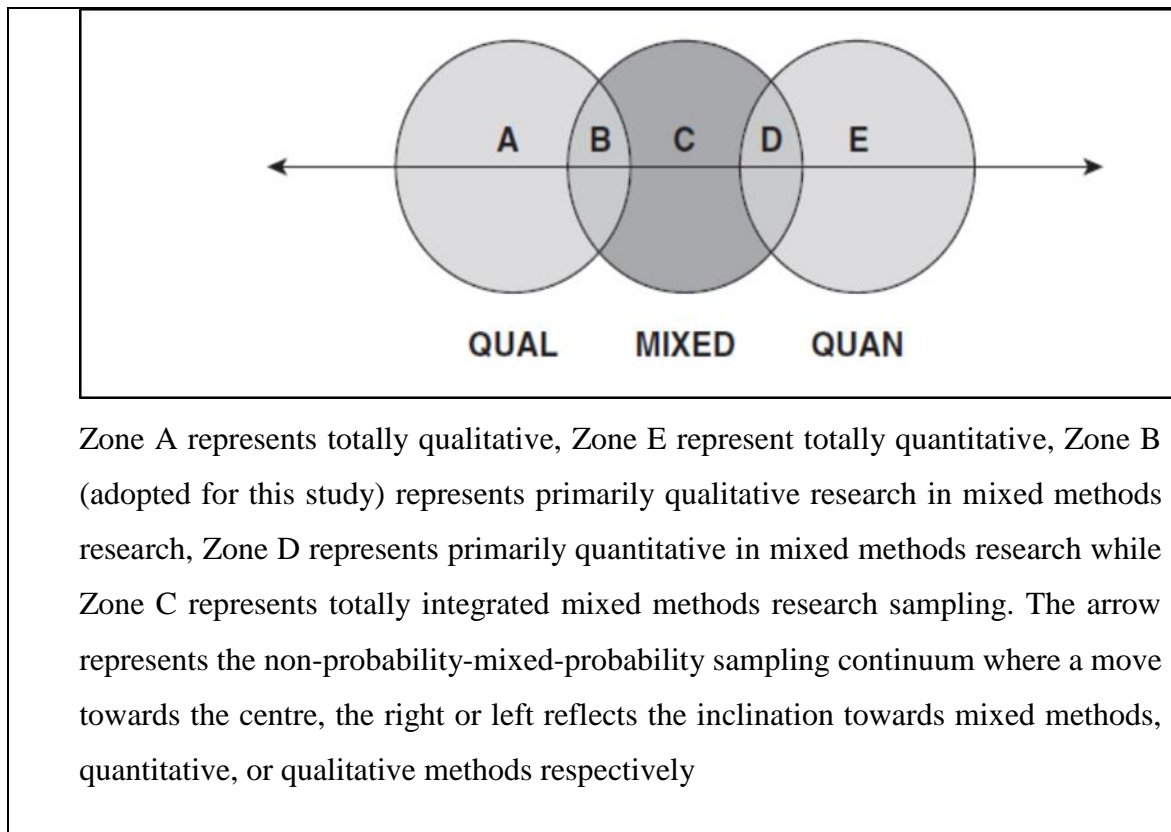 A B C D E
QUAL MIXED QUAN
Zone A represents totally qualitative, Zone E represent totally quantitative, Zone B
(adopted for this study) represents primarily qualitative research in mixed methods
research, Zone D represents primarily quantitative in mixed methods research while
Zone C represents totally integrated mixed methods research sampling. The arrow
represents the non-probability-mixed-probability sampling continuum where a move
towards the centre, the right or left reflects the inclination towards mixed methods,
quantitative, or qualitative methods respectively